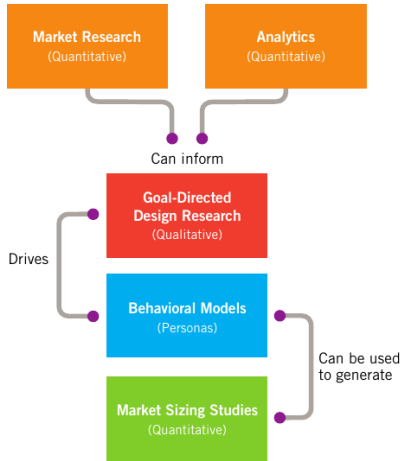 Market Research
(Quantitative)
Analytics
(Quantitative)
Can inform
Goal-Directed
Design Research
(Qualitative)
Drives
Behavioral Models
(Personas)
Can be used
to generate
Market Sizing Studies
(Quantitative)